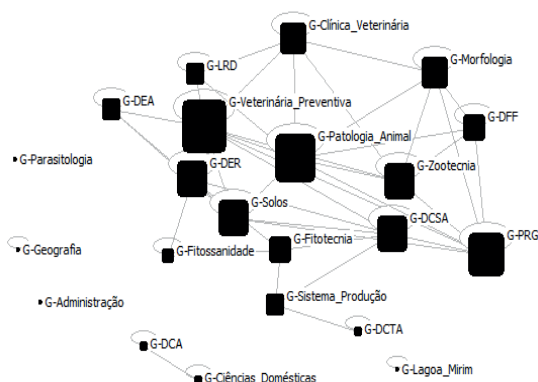 G-Clínica_Veterinária
G-LRD
G-Morfologia
G-DEA
G-Veterinária_Preventiva
G-DFF
G-Patologia_Animal
G-Parasitologia
G-DER
G-Zootecnia
G-Solos
G-DCSA
G-PRG
G-Geografia
G-Fitossanidade
G-Fitotecnia
G-Administração
G-Sistema_Produção
G-DCTA
G-DCA
G-Lagoa_Mirim
G-Ciências_Domésticas